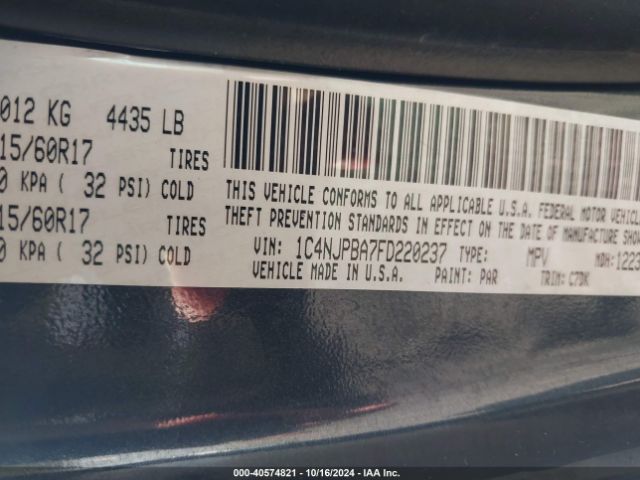 012 KG 4435 LB
15/60R17 TIRES
0 KPA ( 32 PSI) COLD
15/60R17 TIRES
0 KPA ( 32 PSI) COLD
THIS VEHICLE CONFORMS TO ALL APPLICABLE U.S.A. FEDERAL MOTOR VEHICLE
THEFT PREVENTION STANDARDS IN EFFECT ON THE DATE OF MANUFACTURE SHOW
VIN: 1C4NJPBA7FD220237 TYPE: MPV MDH:1223
VEHICLE MADE IN U.S.A. PAINT: PAR TRIM: C7DK
000-40574821 - 10/16/2024 - IAA Inc.